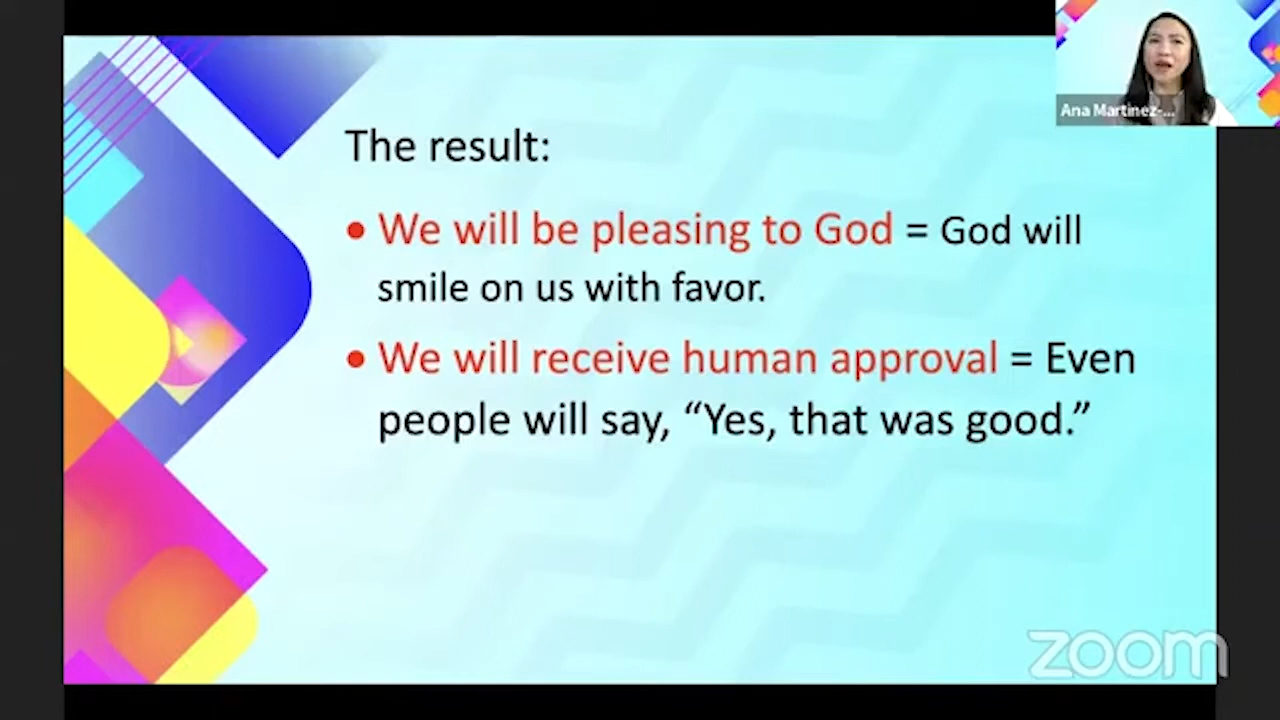 Ana Martinez-...
The result:
• We will be pleasing to God = God will
smile on us with favor.
• We will receive human approval = Even
people will say, “Yes, that was good.”
zoom